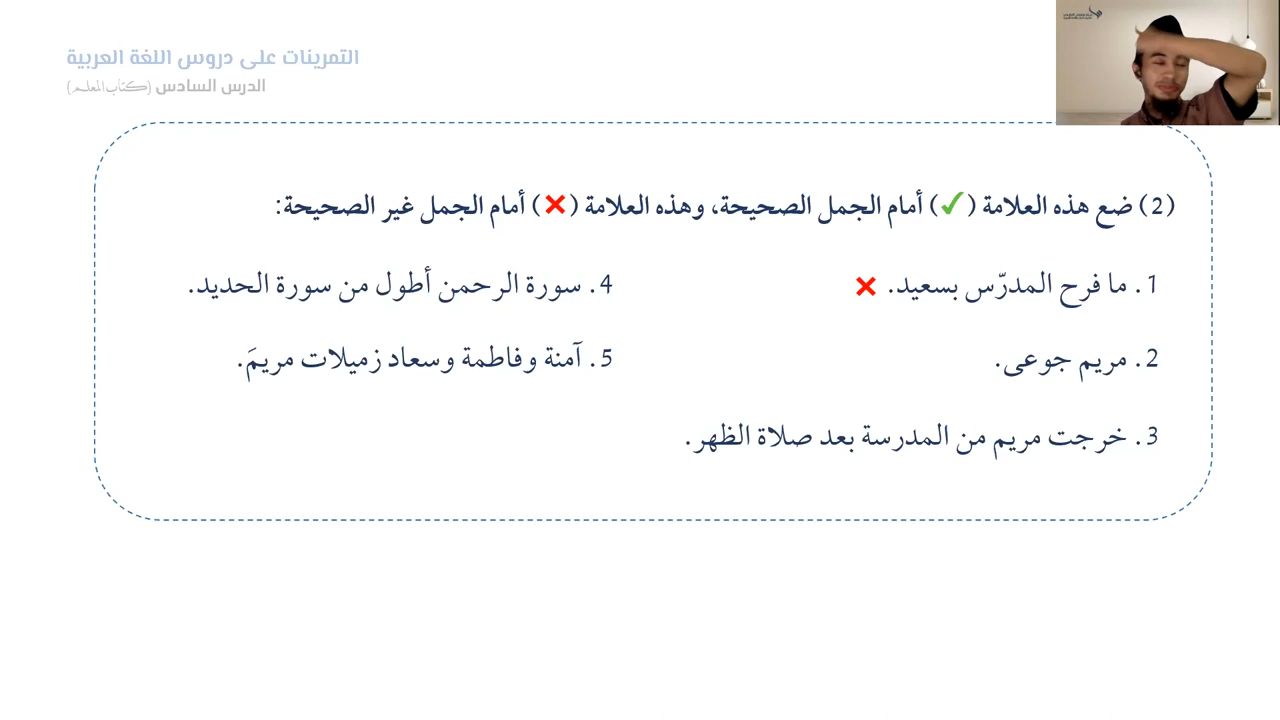 التمرينات على دروس اللغة العربية
الدرس السادس (كتاب المعلم)
(2) ضع هذه العلامة (✓) أمام الجمل الصحيحة، وهذه العلامة (✗) أمام الجمل غير الصحيحة:
1. ما فرح المدرّس بسعيد. ✗
2. مريم جوعى.
3. خرجت مريم من المدرسة بعد صلاة الظهر.
4. سورة الرحمن أطول من سورة الحديد.
5. آمنة وفاطمة وسعاد زميلات مريمَ.